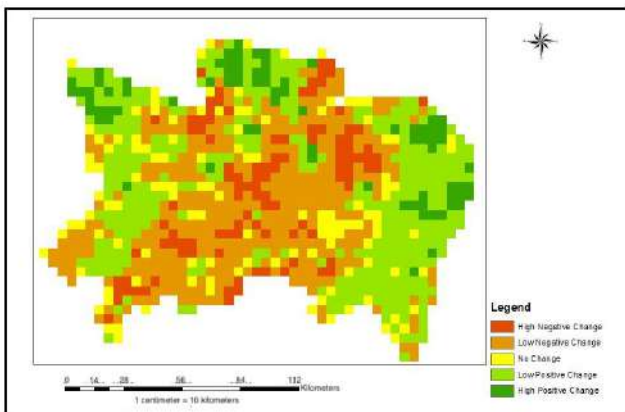 Legend
High Negative Change
Low Negative Change
No Change
Low Positive Change
High Positive Change
0 14 28 56 84 112
Kilometers
1 centimeter = 10 kilometers